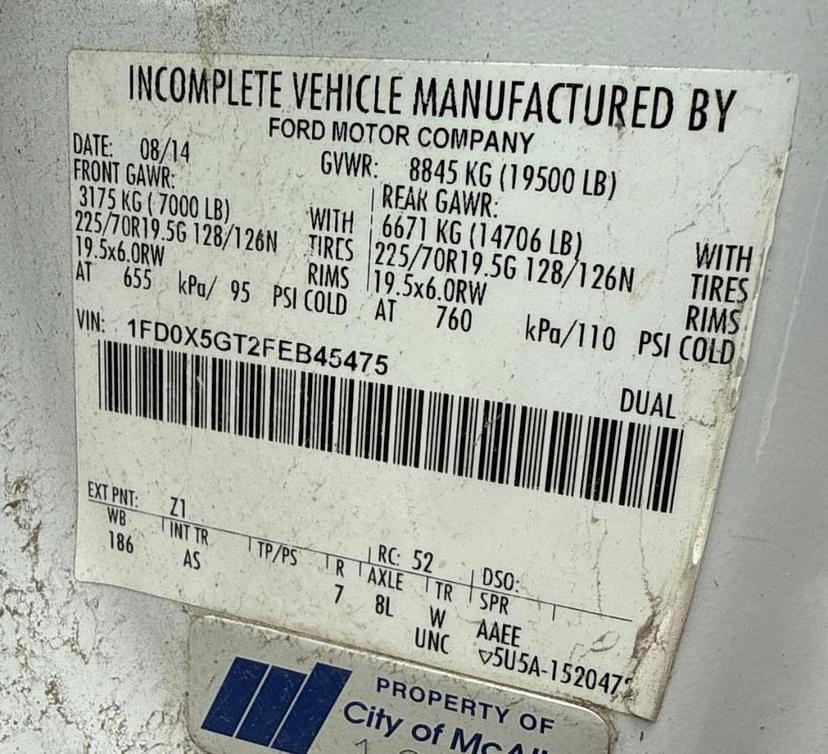 INCOMPLETE VEHICLE MANUFACTURED BY
FORD MOTOR COMPANY
DATE: 08/14 GVWR: 8845 KG (19500 LB)
FRONT GAWR: REAR GAWR:
3175 KG ( 7000 LB) WITH 6671 KG (14706 LB) WITH
225/70R19.5G 128/126N TIRES 225/70R19.5G 128/126N TIRES
19.5x6.0RW RIMS 19.5x6.0RW RIMS
AT 655 kPa/ 95 PSI COLD AT 760 kPa/110 PSI COLD
VIN: 1FD0X5GT2FEB45475
DUAL
EXT PNT: Z1 RC: 52 DSO:
WB INT TR TP/PS R AXLE TR SPR
186 AS 7 8L W AAEE
UNC ▽5U5A-152047
PROPERTY OF
City of